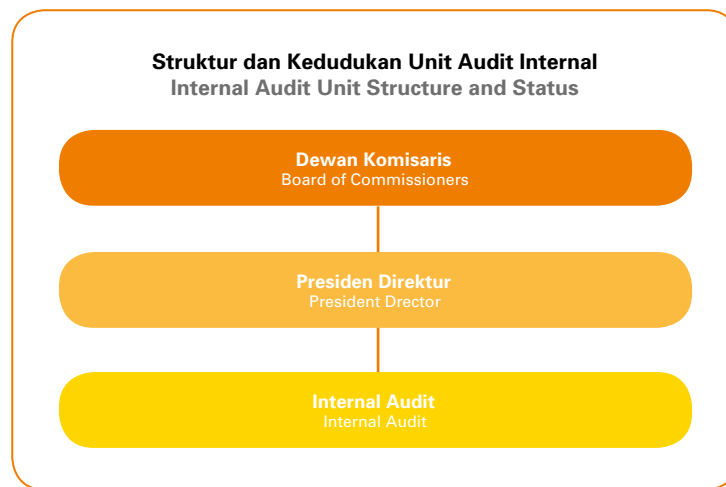 Struktur dan Kedudukan Unit Audit Internal
Internal Audit Unit Structure and Status
Dewan Komisaris
Board of Commissioners
Presiden Direktur
President Drector
Internal Audit
Internal Audit